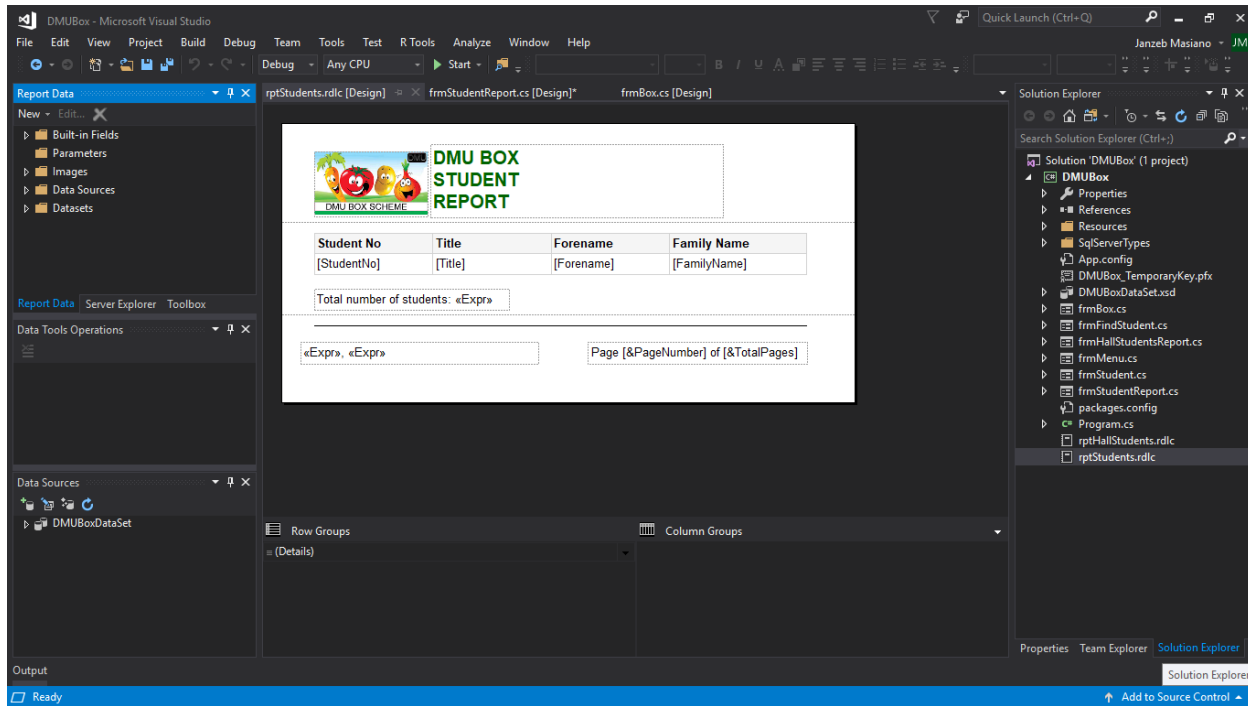 DMUBox - Microsoft Visual Studio
Quick Launch (Ctrl+Q)
File Edit View Project Build Debug Team Tools Test R Tools Analyze Window Help
Janzeb Masiano JM
Debug Any CPU Start
Report Data
New Edit...
Built-in Fields
Parameters
Images
Data Sources
Datasets
Report Data Server Explorer Toolbox
Data Tools Operations
Data Sources
DMUBoxDataSet
rptStudents.rdlc [Design] frmStudentReport.cs [Design]* frmBox.cs [Design]
DMU
DMU BOX SCHEME
DMU BOX
STUDENT
REPORT
Student No Title Forename Family Name
[StudentNo] [Title] [Forename] [FamilyName]
Total number of students: «Expr»
«Expr», «Expr» Page [&PageNumber] of [&TotalPages]
Row Groups Column Groups
(Details)
Solution Explorer
Search Solution Explorer (Ctrl+;)
Solution 'DMUBox' (1 project)
C# DMUBox
Properties
References
Resources
SqlServerTypes
App.config
DMUBox_TemporaryKey.pfx
DMUBoxDataSet.xsd
frmBox.cs
frmFindStudent.cs
frmHallStudentsReport.cs
frmMenu.cs
frmStudent.cs
frmStudentReport.cs
packages.config
C# Program.cs
rptHallStudents.rdlc
rptStudents.rdlc
Properties Team Explorer Solution Explorer
Output
Solution Explorer
Ready
Add to Source Control